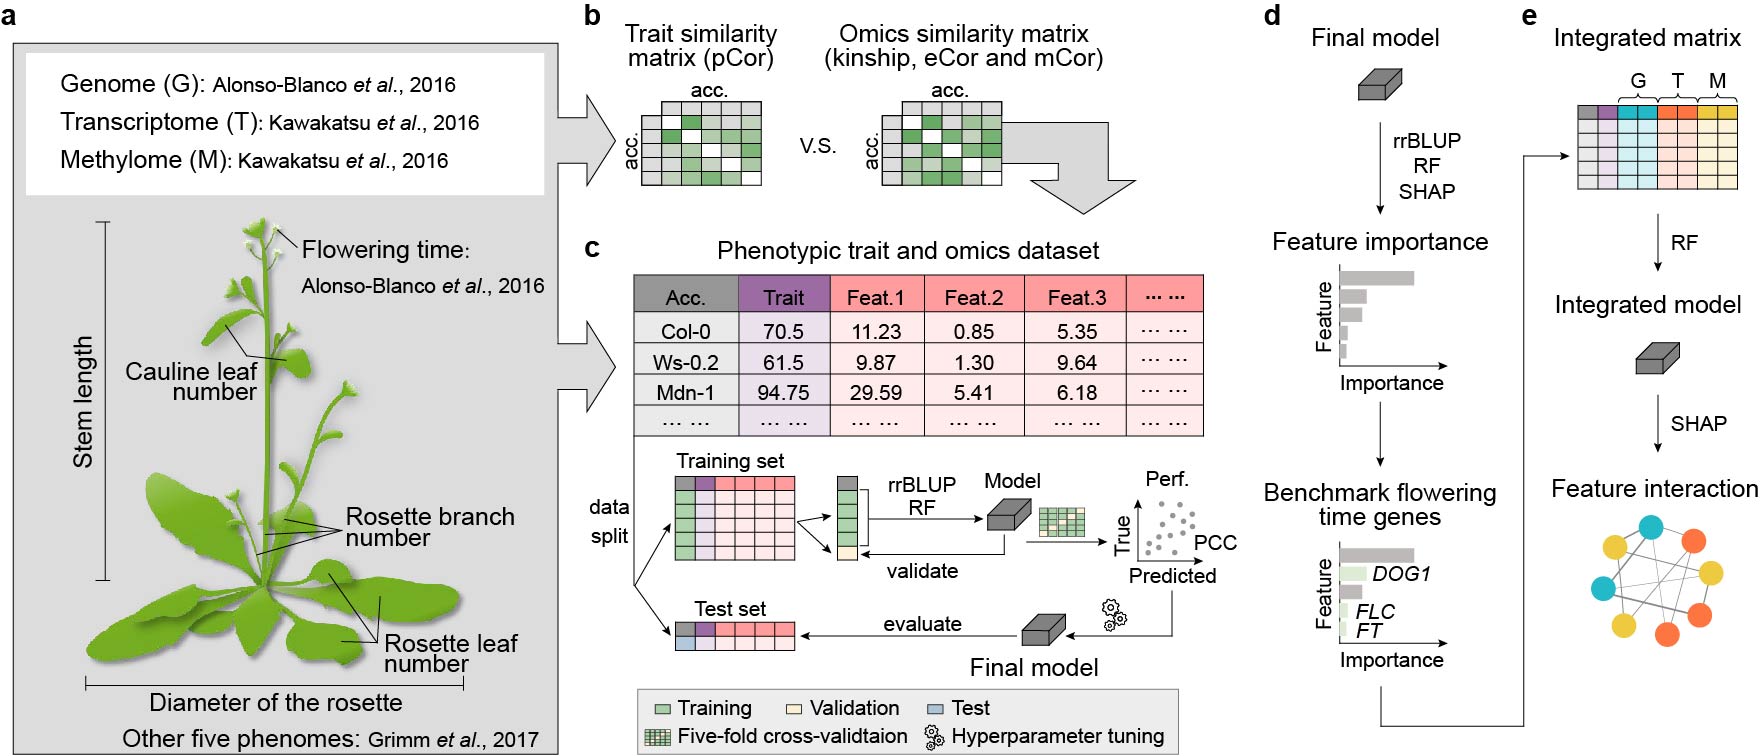 a
Genome (G): Alonso-Blanco et al., 2016
Transcriptome (T): Kawakatsu et al., 2016
Methylome (M): Kawakatsu et al., 2016
Flowering time:
Alonso-Blanco et al., 2016
Stem length
Cauline leaf
number
Rosette branch
number
Rosette leaf
number
Diameter of the rosette
Other five phenomes: Grimm et al., 2017
b
Trait similarity
matrix (pCor)
acc.
acc.
V.S.
Omics similarity matrix
(kinship, eCor and mCor)
acc.
acc.
c
Phenotypic trait and omics dataset
Acc. Trait Feat.1 Feat.2 Feat.3 ... ...
Col-0 70.5 11.23 0.85 5.35 ... ...
Ws-0.2 61.5 9.87 1.30 9.64 ... ...
Mdn-1 94.75 29.59 5.41 6.18 ... ...
... ... ... ... ... ... ... ... ... ... ... ...
data
split
Training set
rrBLUP
RF
Model
validate
Perf.
True
PCC
Predicted
Test set
evaluate
Final model
Training Validation Test
Five-fold cross-validtaion Hyperparameter tuning
d
Final model
rrBLUP
RF
SHAP
Feature importance
Feature
Importance
Benchmark flowering
time genes
Feature
DOG1
FLC
FT
Importance
e
Integrated matrix
G T M
RF
Integrated model
SHAP
Feature interaction